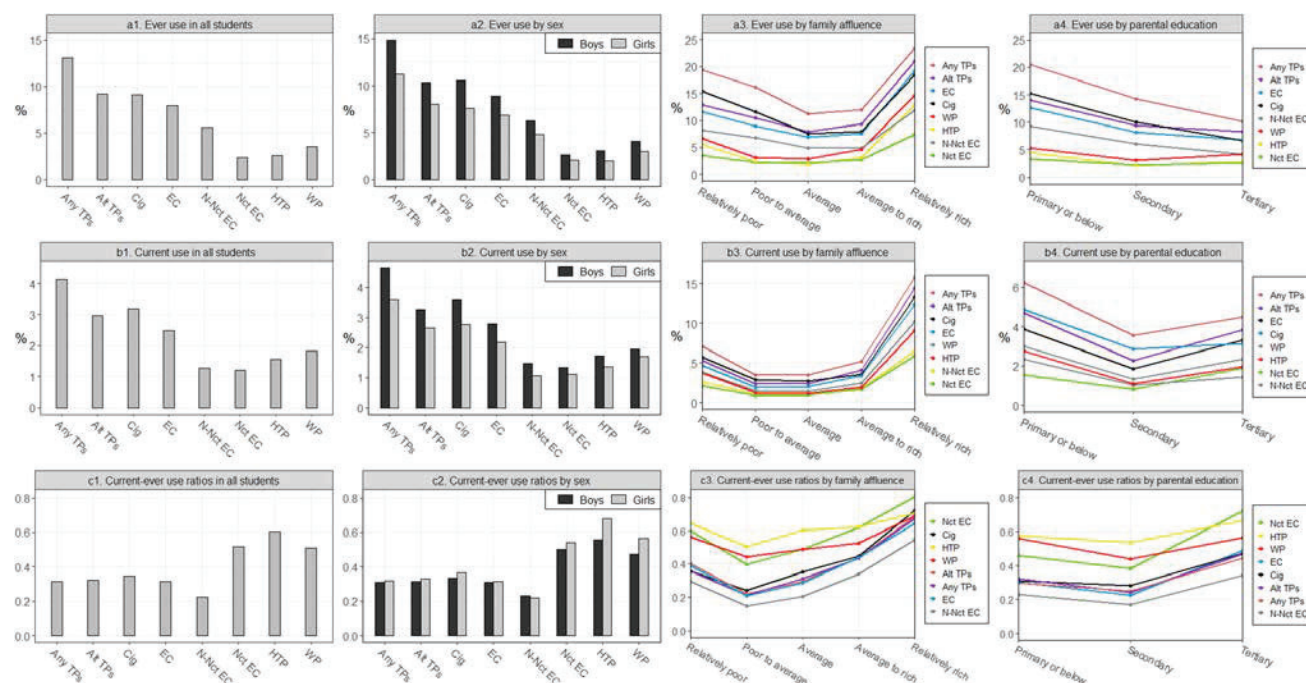 a1. Ever use in all students
15
10
%
5
0
Any TPs
Alt TPs
Cig
EC
N-Nct EC
Nct EC
HTP
WP
a2. Ever use by sex
Boys
Girls
15
10
%
5
0
Any TPs
Alt TPs
Cig
EC
N-Nct EC
Nct EC
HTP
WP
a3. Ever use by family affluence
25
20
15
%
10
5
0
Relatively poor
Poor to average
Average
Average to rich
Relatively rich
Any TPs
Alt TPs
EC
Cig
WP
HTP
N-Nct EC
Nct EC
a4. Ever use by parental education
25
20
15
%
10
5
0
Primary or below
Secondary
Tertiary
Any TPs
Alt TPs
EC
Cig
N-Nct EC
WP
HTP
Nct EC
b1. Current use in all students
4
3
%
2
1
0
Any TPs
Alt TPs
Cig
EC
N-Nct EC
Nct EC
HTP
WP
b2. Current use by sex
Boys
Girls
4
3
%
2
1
0
Any TPs
Alt TPs
Cig
EC
N-Nct EC
Nct EC
HTP
WP
b3. Current use by family affluence
15
10
%
5
0
Relatively poor
Poor to average
Average
Average to rich
Relatively rich
Any TPs
Alt TPs
Cig
EC
WP
HTP
N-Nct EC
Nct EC
b4. Current use by parental education
6
4
%
2
0
Primary or below
Secondary
Tertiary
Any TPs
Alt TPs
EC
Cig
WP
HTP
Nct EC
N-Nct EC
c1. Current-ever use ratios in all students
0.8
0.6
0.4
0.2
0.0
Any TPs
Alt TPs
Cig
EC
N-Nct EC
Nct EC
HTP
WP
c2. Current-ever use ratios by sex
Boys
Girls
0.8
0.6
0.4
0.2
0.0
Any TPs
Alt TPs
Cig
EC
N-Nct EC
Nct EC
HTP
WP
c3. Current-ever use ratios by family affluence
0.8
0.6
0.4
0.2
0.0
Relatively poor
Poor to average
Average
Average to rich
Relatively rich
Nct EC
Cig
HTP
WP
Alt TPs
Any TPs
EC
N-Nct EC
c4. Current-ever use ratios by parental education
0.8
0.6
0.4
0.2
0.0
Primary or below
Secondary
Tertiary
Nct EC
HTP
WP
EC
Cig
Alt TPs
Any TPs
N-Nct EC